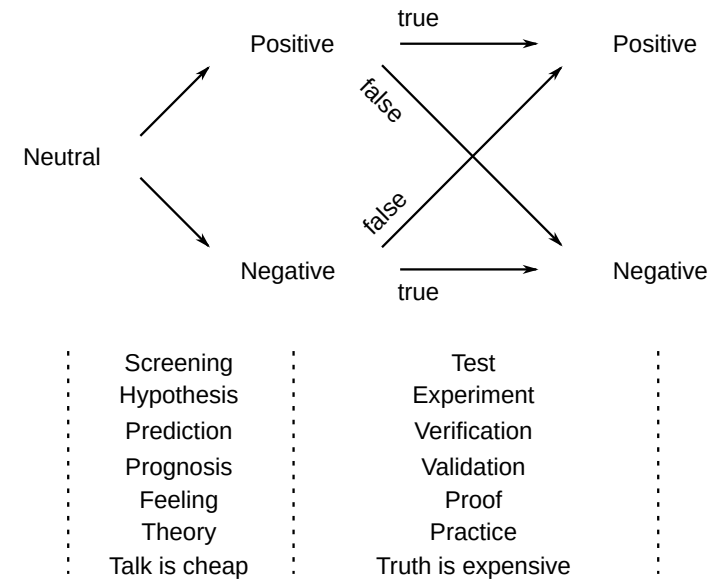 true
Positive Positive
false
Neutral
false
Negative Negative
true
Screening Test
Hypothesis Experiment
Prediction Verification
Prognosis Validation
Feeling Proof
Theory Practice
Talk is cheap Truth is expensive